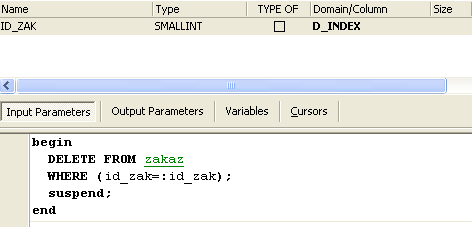 Name Type TYPE OF Domain/Column Size
ID_ZAK SMALLINT D_INDEX
Input Parameters Output Parameters Variables Cursors
begin
DELETE FROM zakaz
WHERE (id_zak=:id_zak);
suspend;
end